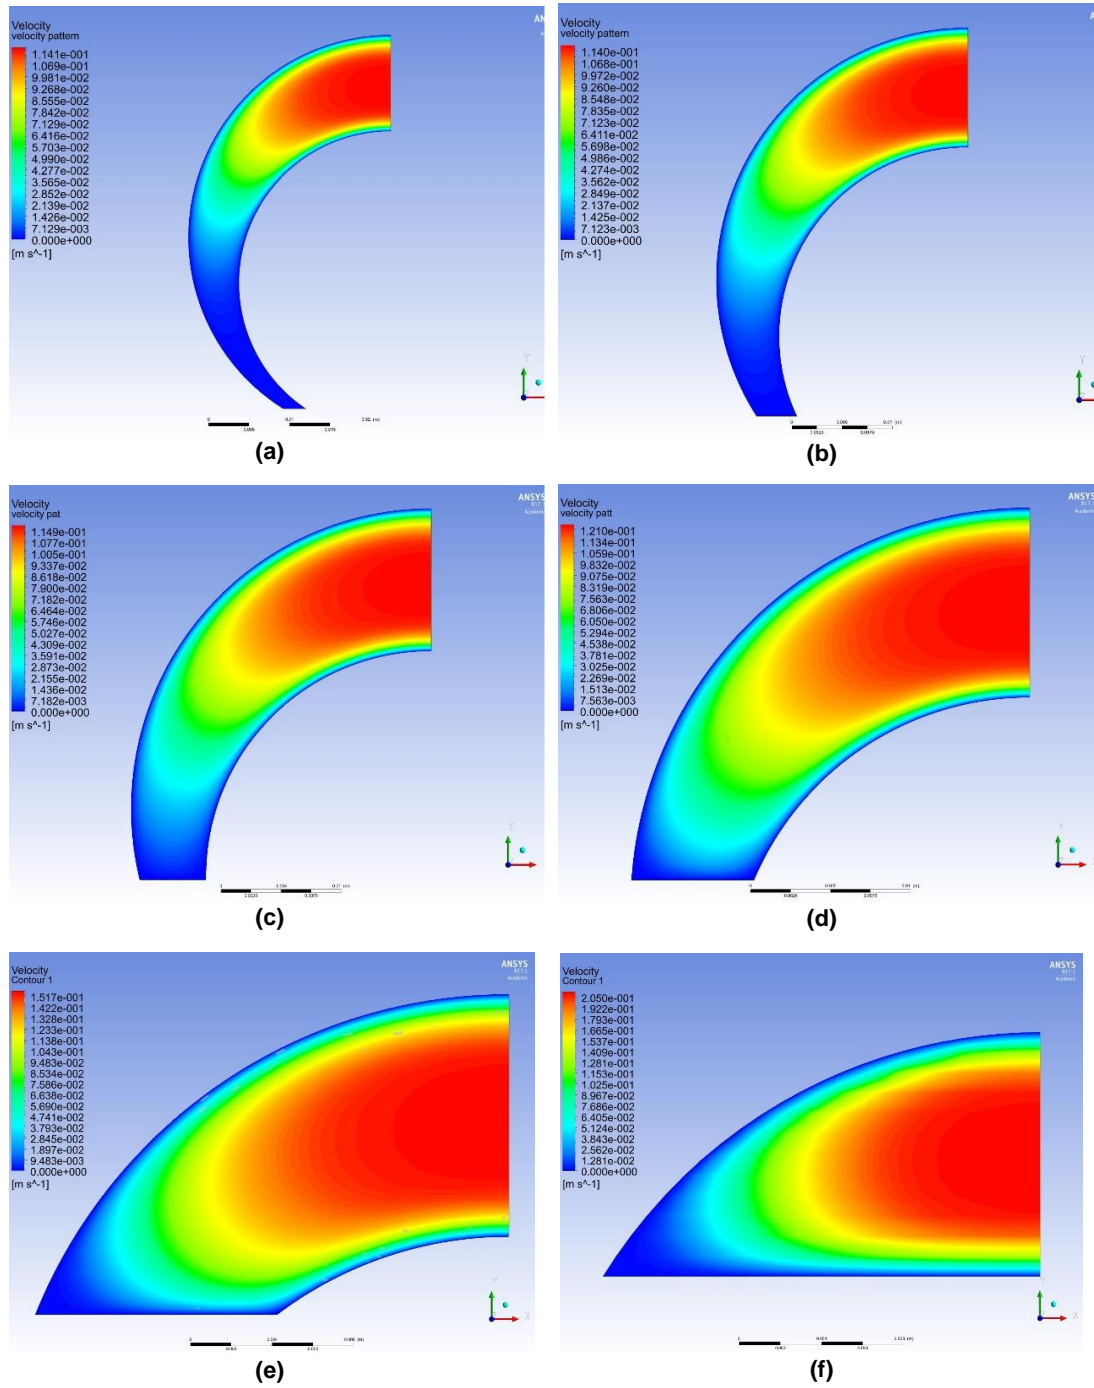 Velocity
velocity pattern
1.141e-001
1.069e-001
9.981e-002
9.268e-002
8.555e-002
7.842e-002
7.129e-002
6.416e-002
5.703e-002
4.990e-002
4.277e-002
3.565e-002
2.852e-002
2.139e-002
1.426e-002
7.129e-003
0.000e+000
[m s^-1]
(a)
Velocity
velocity pattern
1.140e-001
1.068e-001
9.972e-002
9.260e-002
8.548e-002
7.835e-002
7.123e-002
6.411e-002
5.698e-002
4.986e-002
4.274e-002
3.562e-002
2.849e-002
2.137e-002
1.425e-002
7.123e-003
0.000e+000
[m s^-1]
(b)
Velocity
velocity pat
1.149e-001
1.077e-001
1.005e-001
9.337e-002
8.618e-002
7.900e-002
7.182e-002
6.464e-002
5.746e-002
5.027e-002
4.309e-002
3.591e-002
2.873e-002
2.155e-002
1.436e-002
7.182e-003
0.000e+000
[m s^-1]
ANSYS
Academic
(c)
Velocity
velocity patt
1.210e-001
1.134e-001
1.059e-001
9.832e-002
9.075e-002
8.319e-002
7.563e-002
6.806e-002
6.050e-002
5.294e-002
4.538e-002
3.781e-002
3.025e-002
2.269e-002
1.513e-002
7.563e-003
0.000e+000
[m s^-1]
ANSYS
R17.1
Academic
(d)
Velocity
Contour 1
1.517e-001
1.422e-001
1.328e-001
1.233e-001
1.138e-001
1.043e-001
9.483e-002
8.534e-002
7.586e-002
6.638e-002
5.690e-002
4.741e-002
3.793e-002
2.845e-002
1.897e-002
9.483e-003
0.000e+000
[m s^-1]
ANSYS
R17.1
Academic
(e)
Velocity
Contour 1
2.050e-001
1.922e-001
1.793e-001
1.665e-001
1.537e-001
1.409e-001
1.281e-001
1.153e-001
1.025e-001
8.967e-002
7.686e-002
6.405e-002
5.124e-002
3.843e-002
2.562e-002
1.281e-002
0.000e+000
[m s^-1]
ANSYS
R17.1
Academic
(f)